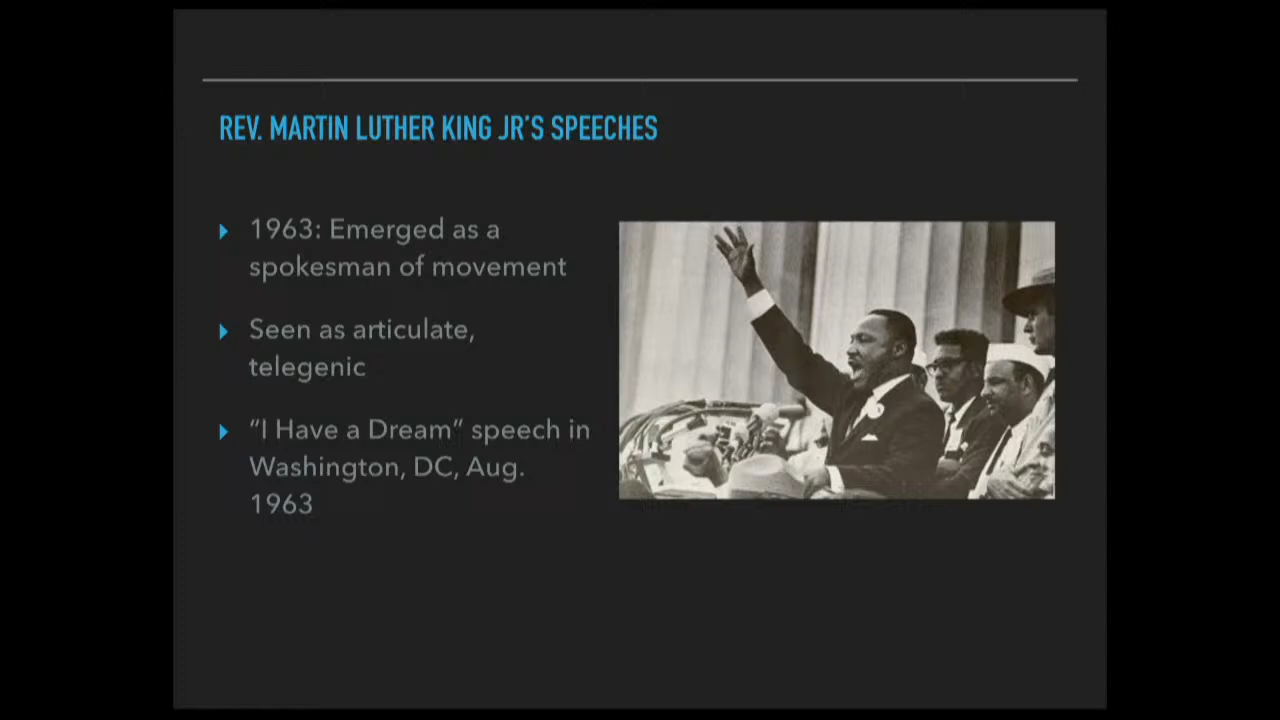 REV. MARTIN LUTHER KING JR'S SPEECHES
1963: Emerged as a
spokesman of movement
Seen as articulate,
telegenic
“I Have a Dream” speech in
Washington, DC, Aug.
1963